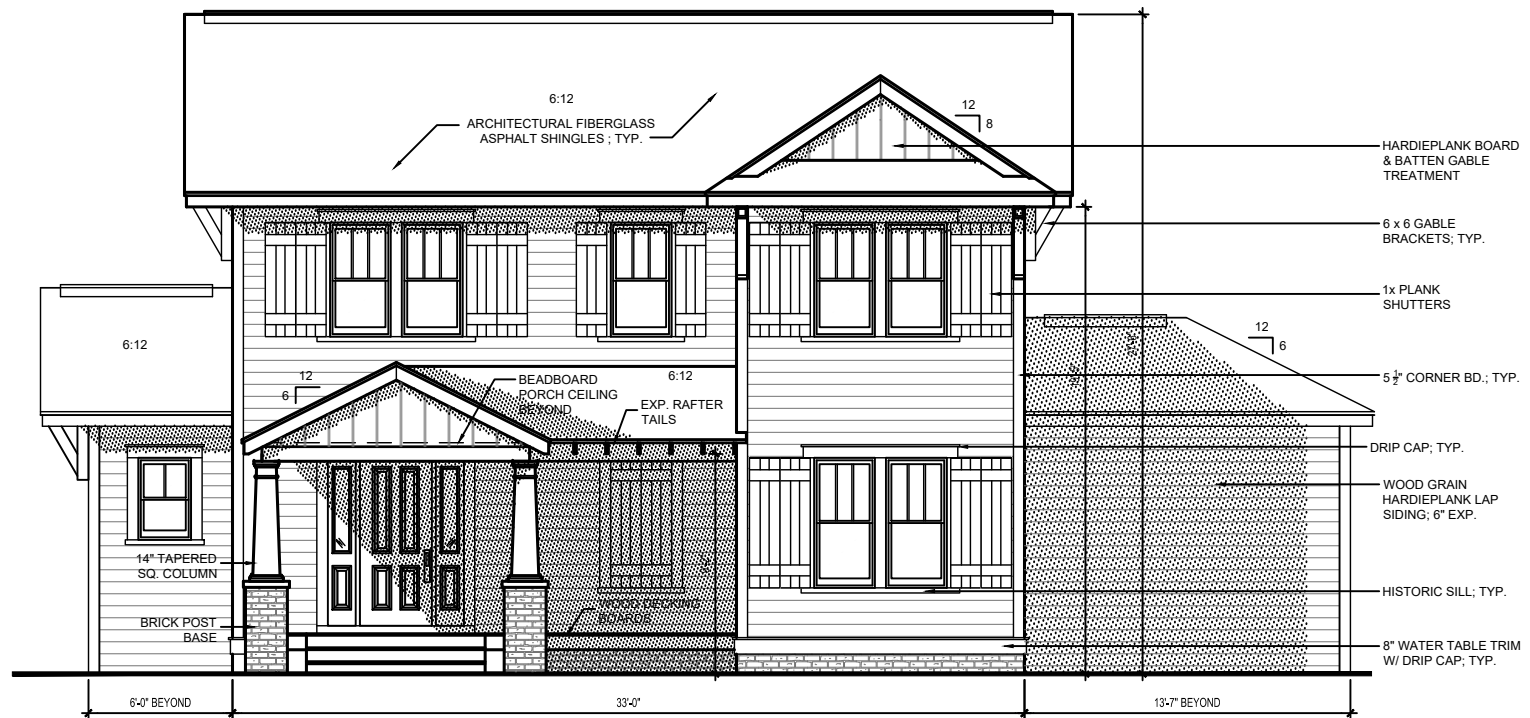 6:12
ARCHITECTURAL FIBERGLASS
ASPHALT SHINGLES ; TYP.
12
8
HARDIEPLANK BOARD
& BATTEN GABLE
TREATMENT
6 x 6 GABLE
BRACKETS; TYP.
1x PLANK
SHUTTERS
6:12
12
6
5 1/2" CORNER BD.; TYP.
12
6
BEADBOARD
PORCH CEILING
BEYOND
6:12
EXP. RAFTER
TAILS
DRIP CAP; TYP.
WOOD GRAIN
HARDIEPLANK LAP
SIDING; 6" EXP.
14" TAPERED
SQ. COLUMN
WOOD DECKING
BOARDS
HISTORIC SILL; TYP.
BRICK POST
BASE
8" WATER TABLE TRIM
W/ DRIP CAP; TYP.
6'-0" BEYOND
33'-0"
13'-7" BEYOND